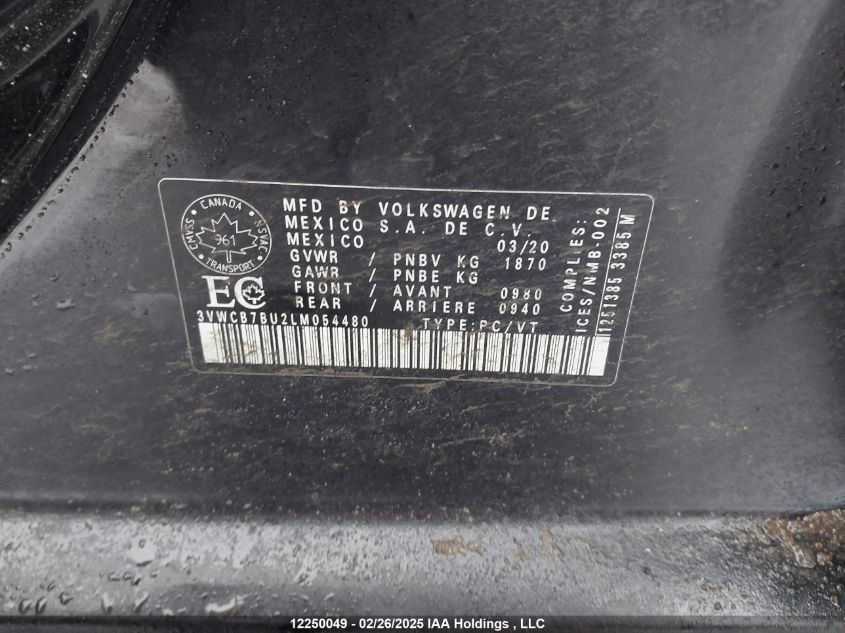 CANADA
961
TRANSPORT
NSVAC
NMVSS
EC
MFD BY VOLKSWAGEN DE
MEXICO S.A. DE C.V.
MEXICO 03/20
GVWR / PNBV KG 1870
GAWR / PNBE KG
FRONT / AVANT 0980
REAR / ARRIERE 0940
3VWCB7BU2LM054480 TYPE:PC/VT
COMPLIES:
ICES/NMB-002
1251385 3385 M
12250049 - 02/26/2025 IAA Holdings , LLC